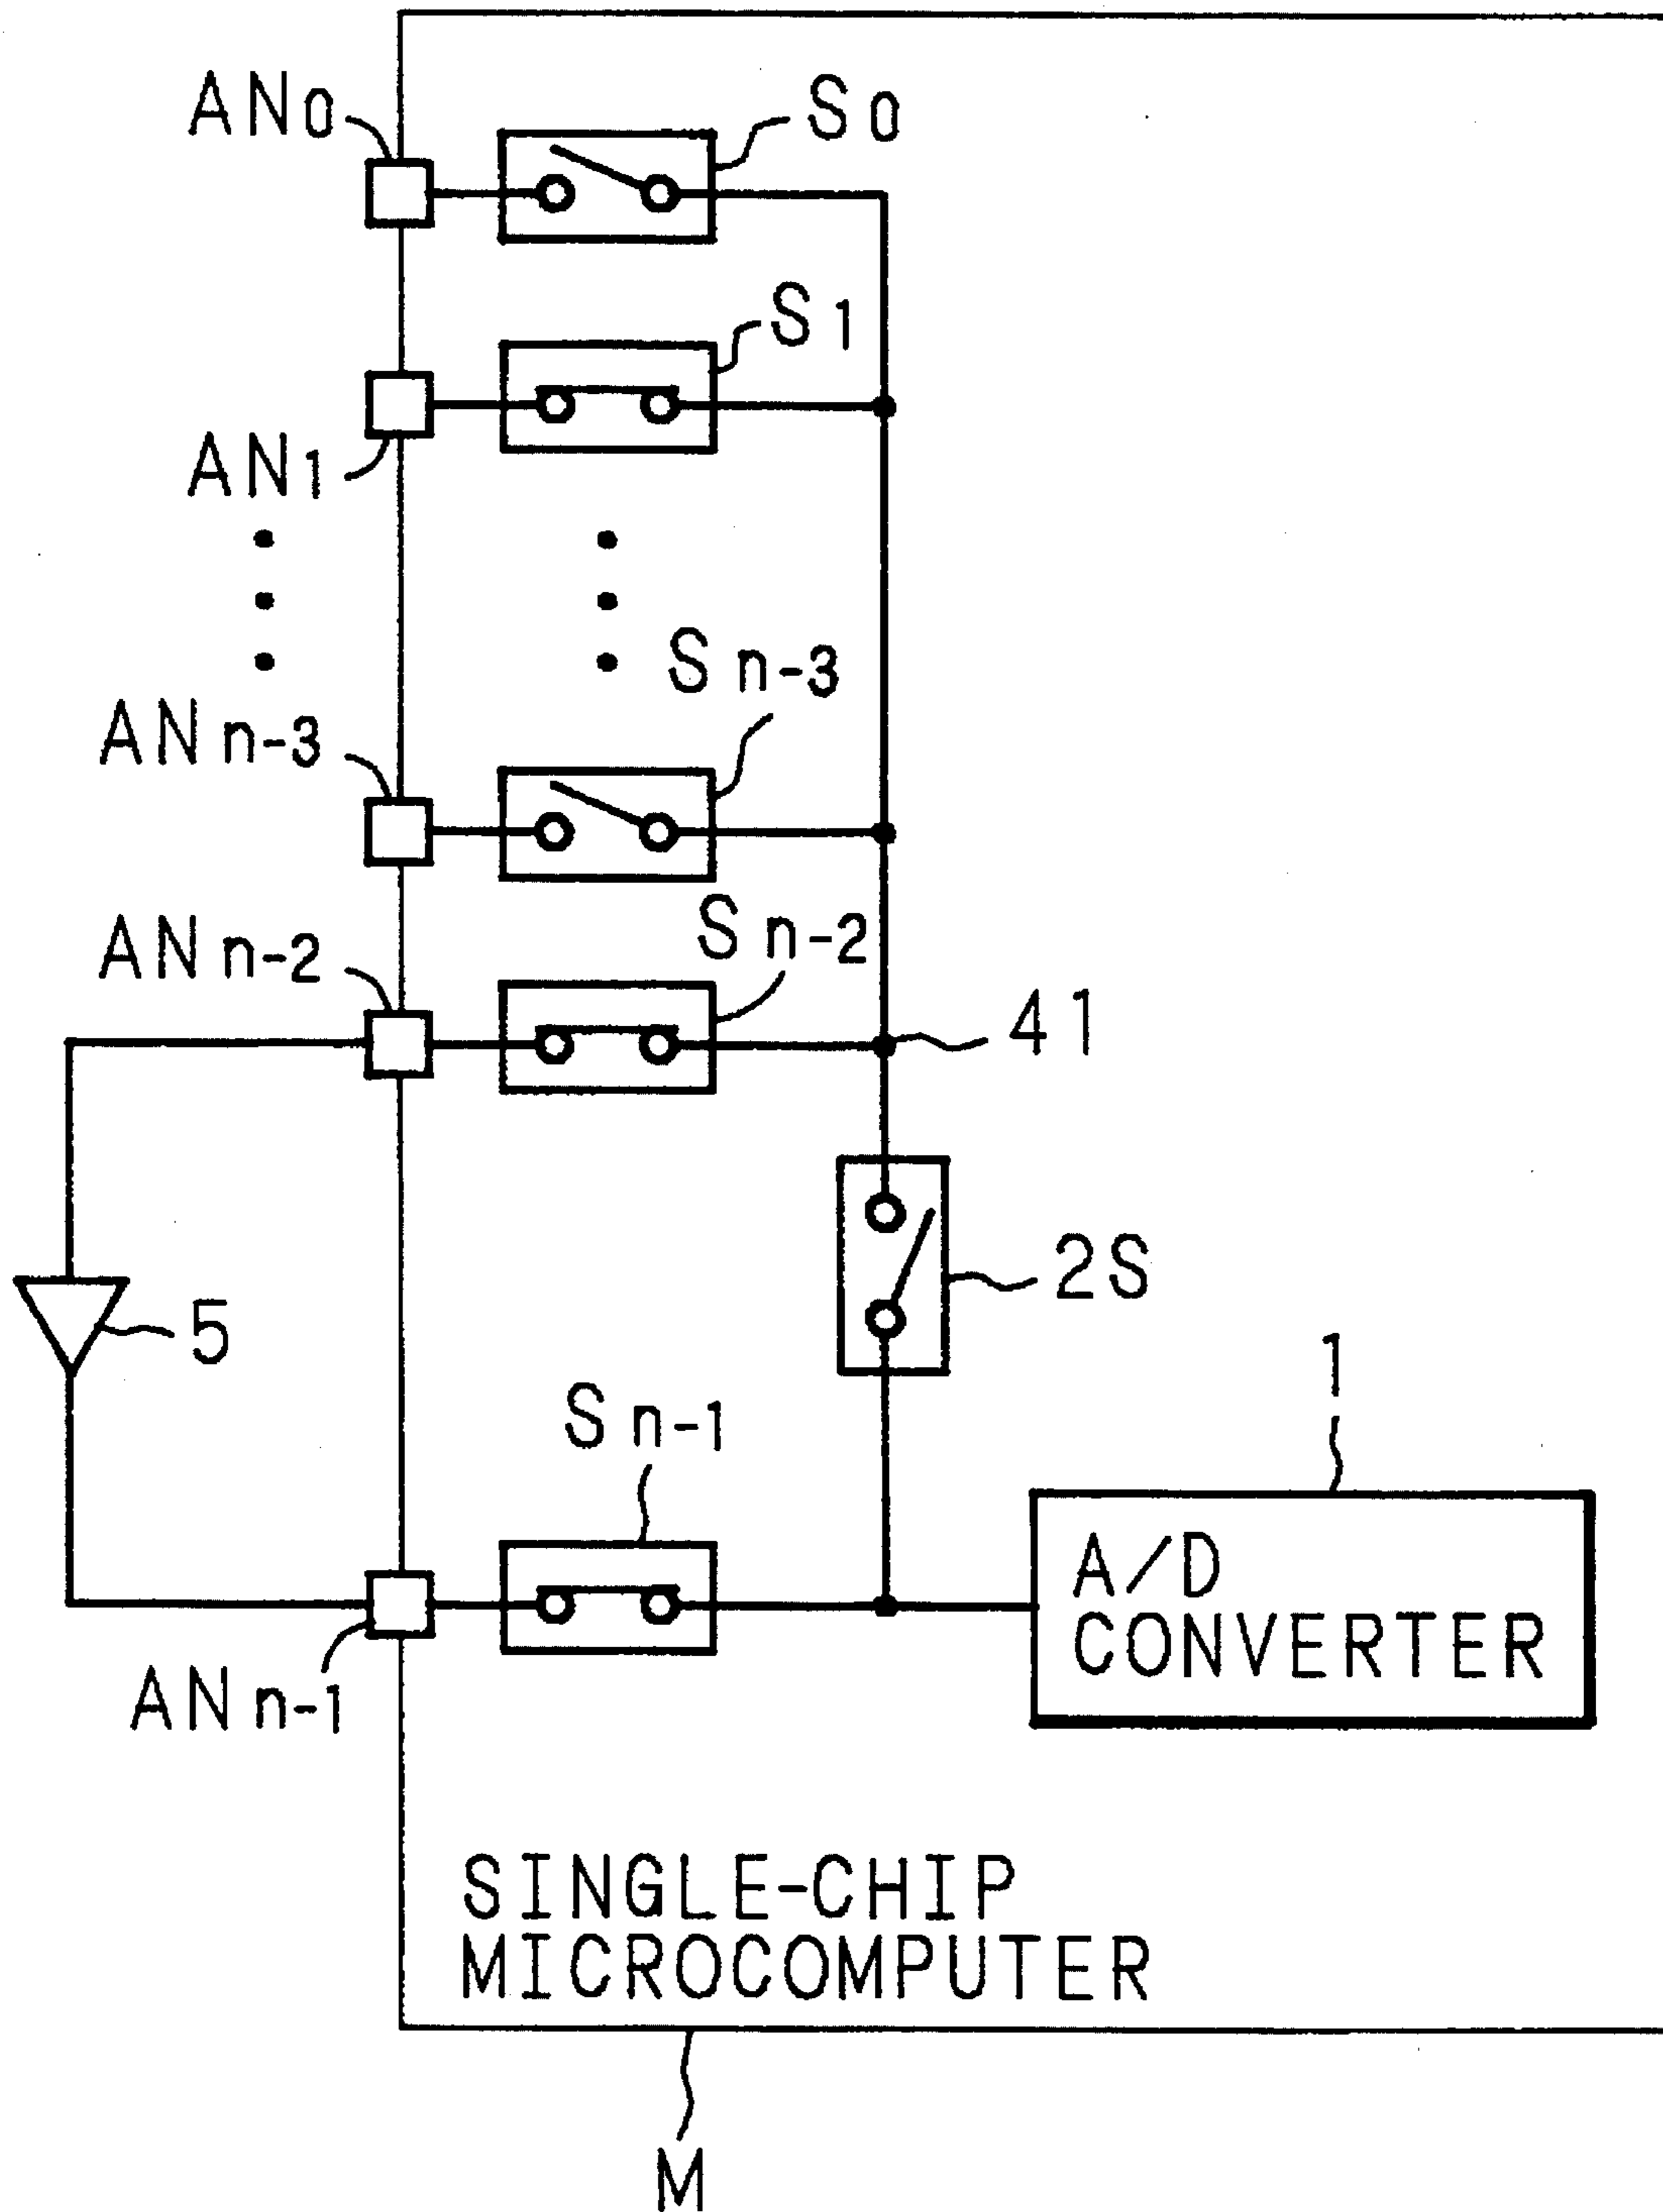 AN0
S0
S1
AN1
Sn-3
ANn-3
Sn-2
ANn-2
41
2S
5
1
Sn-1
A/D
CONVERTER
ANn-1
SINGLE-CHIP
MICROCOMPUTER
M